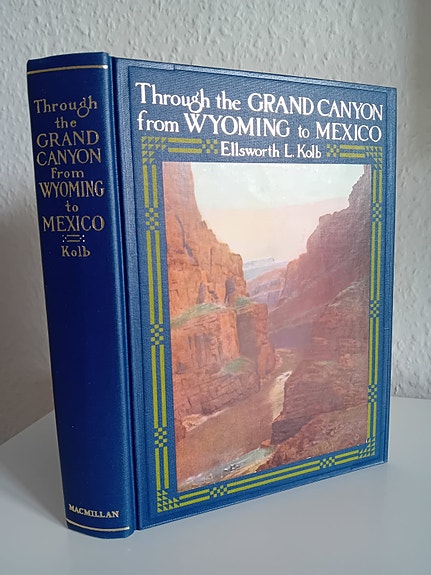 Through
the
GRAND
CANYON
From
WYOMING
to
MEXICO
Kolb
MACMILLAN
Through the GRAND CANYON
from WYOMING to MEXICO
Ellsworth L. Kolb